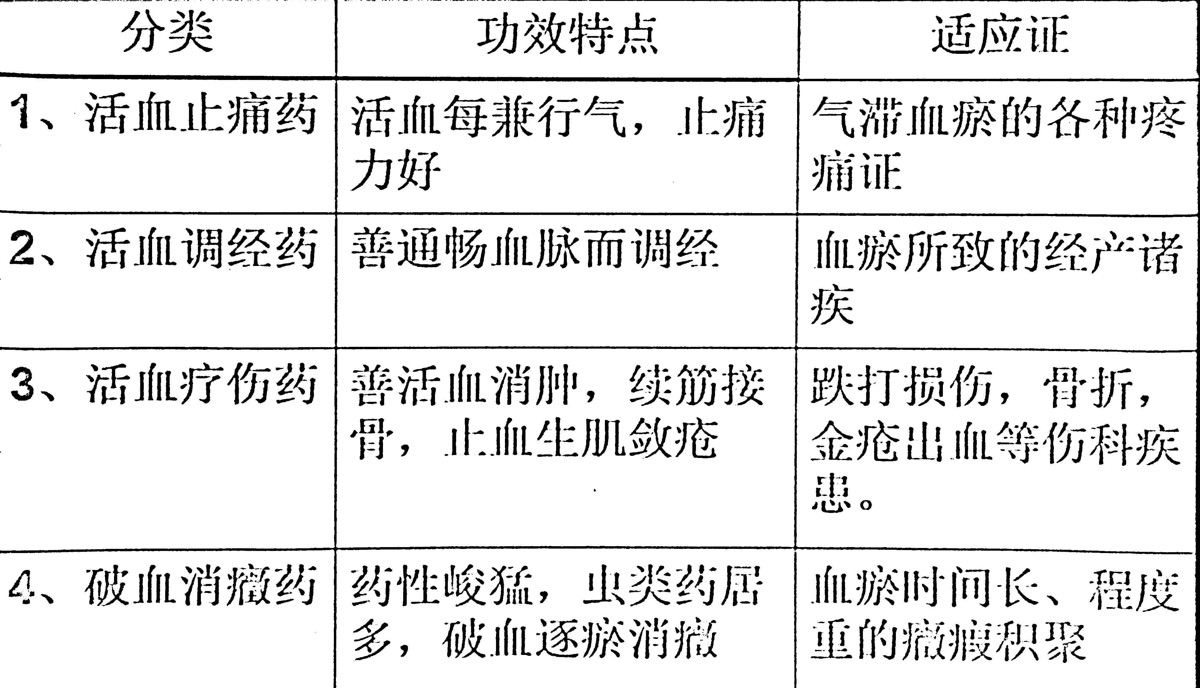 分类 功效特点 适应证
1、活血止痛药 活血每兼行气，止痛 气滞血瘀的各种疼
力好 痛证
2、活血调经药 善通畅血脉而调经 血瘀所致的经产诸
疾
3、活血疗伤药 善活血消肿，续筋接 跌打损伤，骨折，
骨，止血生肌敛疮 金疮出血等伤科疾
患。
4、破血消癥药 药性峻猛，虫类药居 血瘀时间长、程度
多，破血逐瘀消癥 重的癥瘕积聚